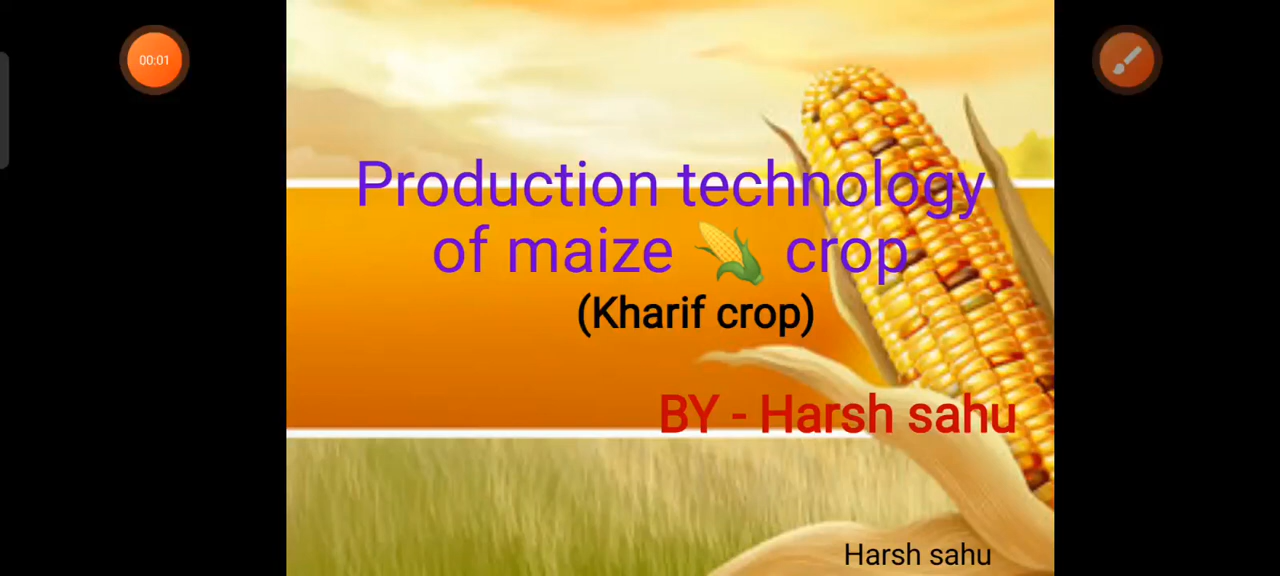 00:01
Production technology
of maize 🌽 crop
(Kharif crop)
BY - Harsh sahu
Harsh sahu